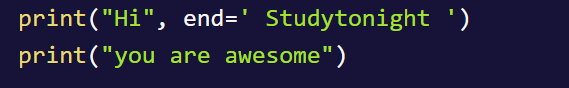 print("Hi", end=' Studytonight ')
print("you are awesome")